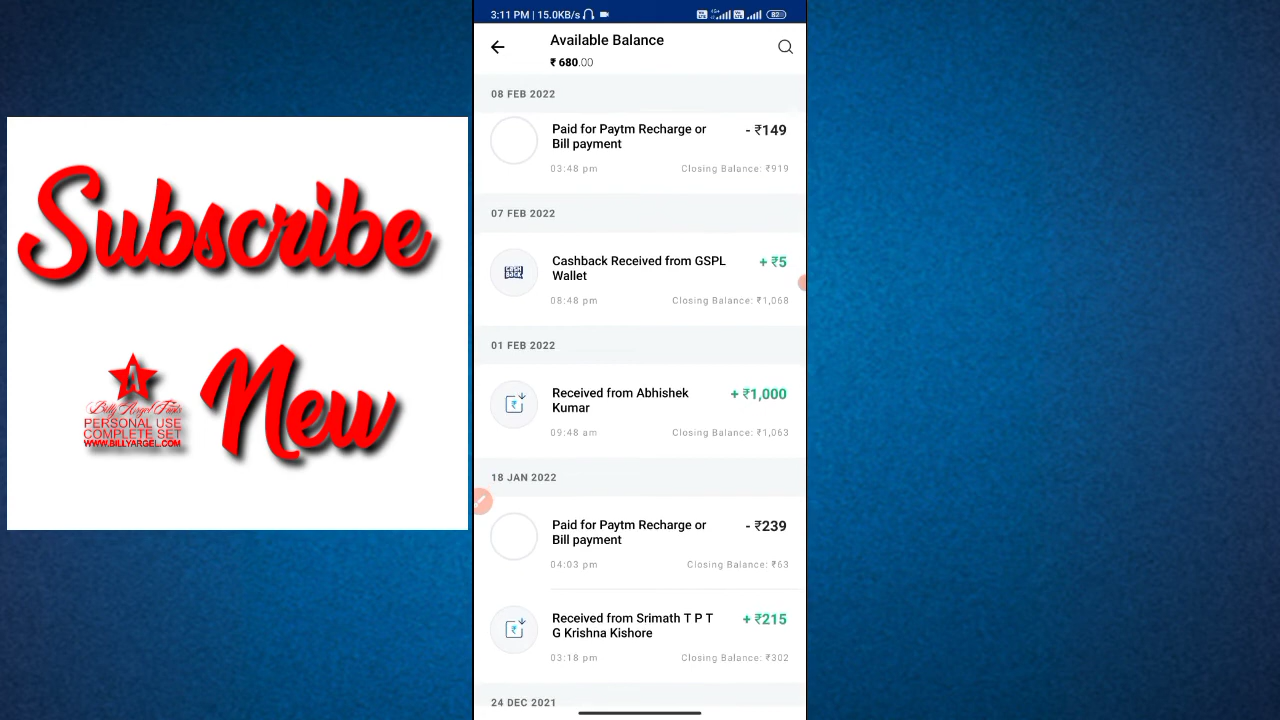 Subscribe
New
A
Billy Argel Fonts
PERSONAL USE
COMPLETE SET
WWW.BILLYARGEL.COM
3:11 PM | 15.0KB/s
4G+
82
Available Balance
₹ 680.00
08 FEB 2022
Paid for Paytm Recharge or
Bill payment
- ₹149
03:48 pm
Closing Balance: ₹919
07 FEB 2022
Cashback Received from GSPL
Wallet
+ ₹5
08:48 pm
Closing Balance: ₹1,068
01 FEB 2022
Received from Abhishek
Kumar
+ ₹1,000
09:48 am
Closing Balance: ₹1,063
18 JAN 2022
Paid for Paytm Recharge or
Bill payment
- ₹239
04:03 pm
Closing Balance: ₹63
Received from Srimath T P T
G Krishna Kishore
+ ₹215
03:18 pm
Closing Balance: ₹302
24 DEC 2021